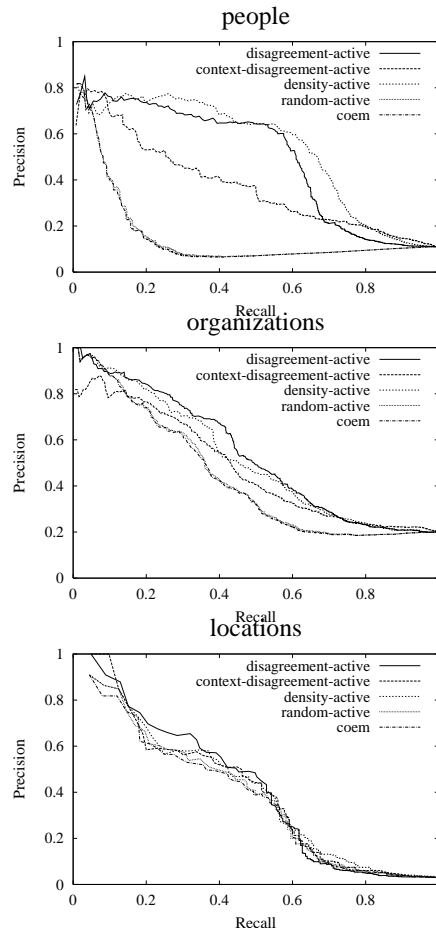 people
1
0.8
0.6
0.4
0.2
0
0 0.2 0.4 0.6 0.8
Precision
Recall
disagreement-active
context-disagreement-active
density-active
random-active
coem
organizations
1
0.8
0.6
0.4
0.2
0
0 0.2 0.4 0.6 0.8
Precision
Recall
disagreement-active
context-disagreement-active
density-active
random-active
coem
locations
1
0.8
0.6
0.4
0.2
0
0 0.2 0.4 0.6 0.8
Precision
Recall
disagreement-active
context-disagreement-active
density-active
random-active
coem